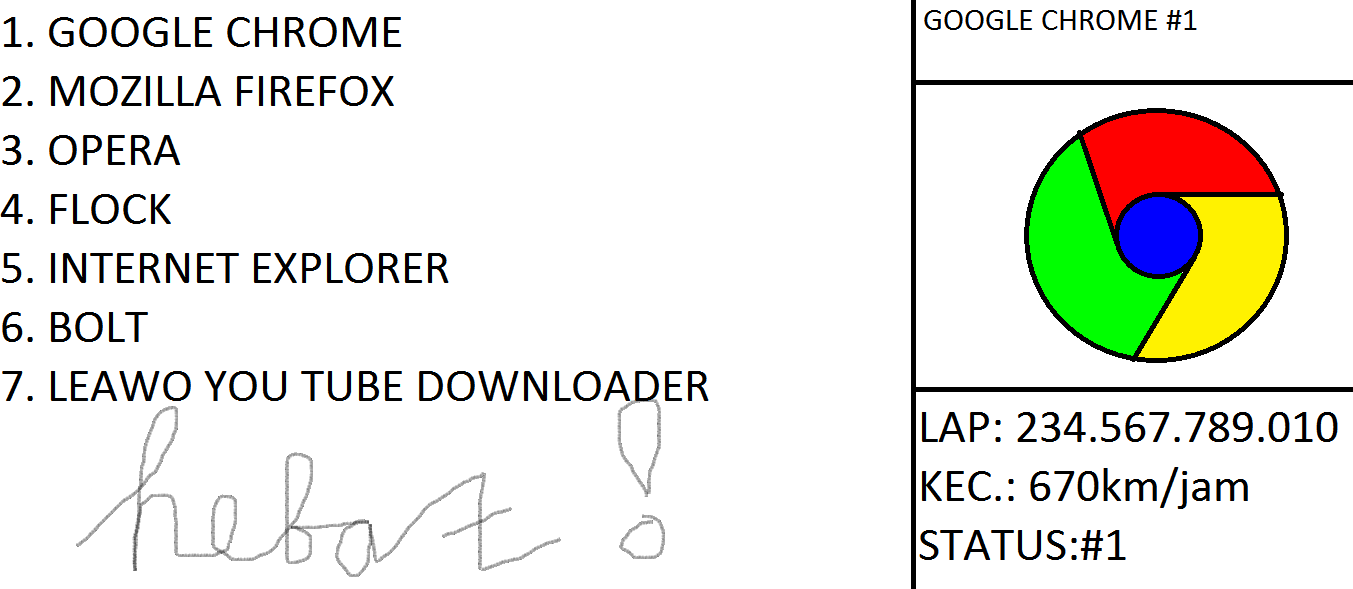 1. GOOGLE CHROME
2. MOZILLA FIREFOX
3. OPERA
4. FLOCK
5. INTERNET EXPLORER
6. BOLT
7. LEAWO YOU TUBE DOWNLOADER
hebat!
GOOGLE CHROME #1
LAP: 234.567.789.010
KEC.: 670km/jam
STATUS:#1